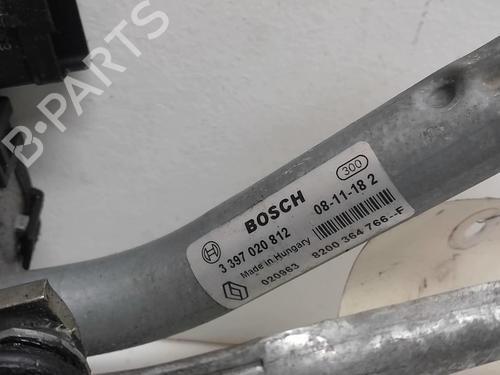 300
BOSCH 08-11-18 2
3 397 020 812
Made in Hungary
020963 8200 364 766--F
B-PARTS